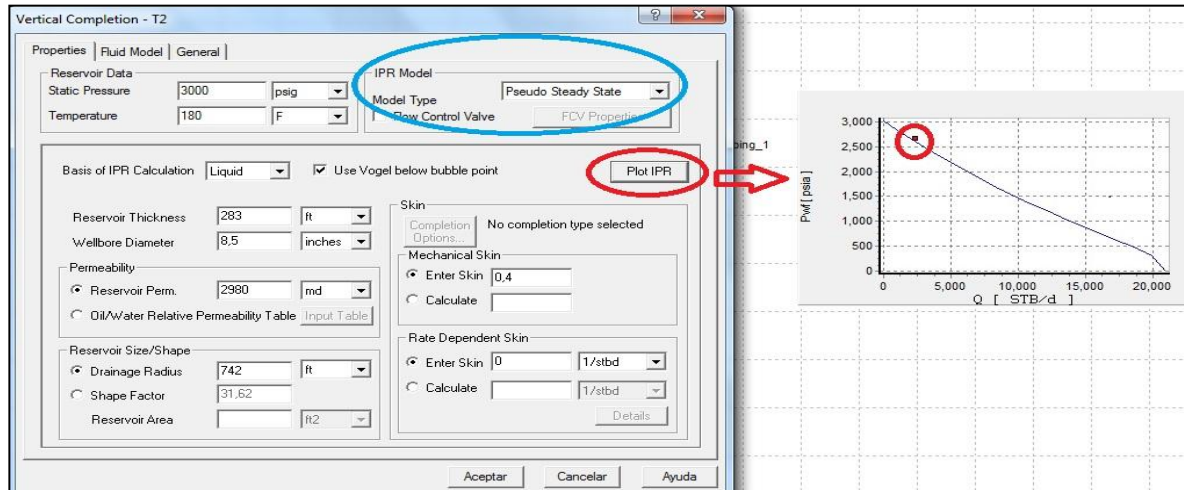 Vertical Completion - T2
? X
Properties Fluid Model General
Reservoir Data
Static Pressure 3000 psig
Temperature 180 F
IPR Model
Model Type Pseudo Steady State
Flow Control Valve FCV Properties
Basis of IPR Calculation Liquid Use Vogel below bubble point Plot IPR
Reservoir Thickness 283 ft
Wellbore Diameter 8,5 inches
Permeability
Reservoir Perm. 2980 md
Oil/Water Relative Permeability Table Input Table
Reservoir Size/Shape
Drainage Radius 742 ft
Shape Factor 31,62
Reservoir Area ft2
Skin
Completion Options... No completion type selected
Mechanical Skin
Enter Skin 0,4
Calculate
Rate Dependent Skin
Enter Skin 0 1/stbd
Calculate 1/stbd
Details
Aceptar Cancelar Ayuda
ping_1
Pwf [ psia ]
3,000
2,500
2,000
1,500
1,000
500
0
0 5,000 10,000 15,000 20,000
Q [ STB/d ]